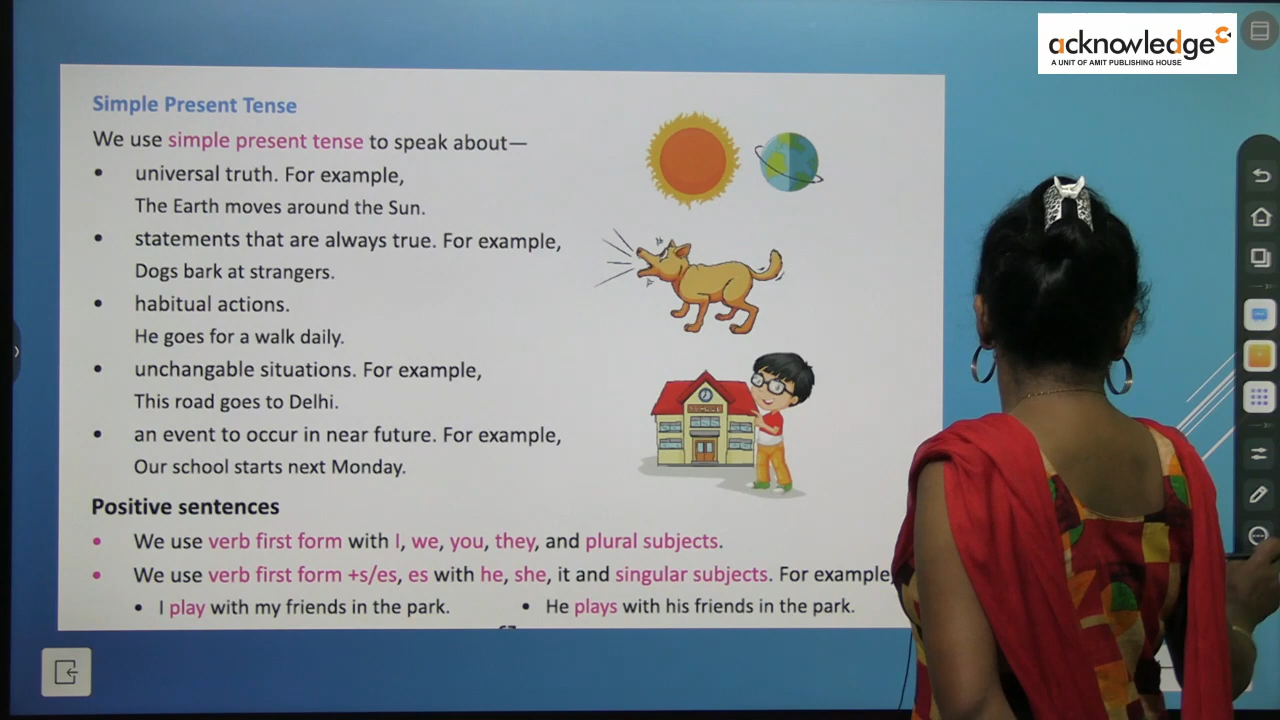 acknowledge
A UNIT OF AMIT PUBLISHING HOUSE
Simple Present Tense
We use simple present tense to speak about—
• universal truth. For example,
The Earth moves around the Sun.
• statements that are always true. For example,
Dogs bark at strangers.
• habitual actions.
He goes for a walk daily.
• unchangable situations. For example,
This road goes to Delhi.
• an event to occur in near future. For example,
Our school starts next Monday.
SCHOOL
Positive sentences
• We use verb first form with I, we, you, they, and plural subjects.
• We use verb first form +s/es, es with he, she, it and singular subjects. For example,
• I play with my friends in the park. • He plays with his friends in the park.